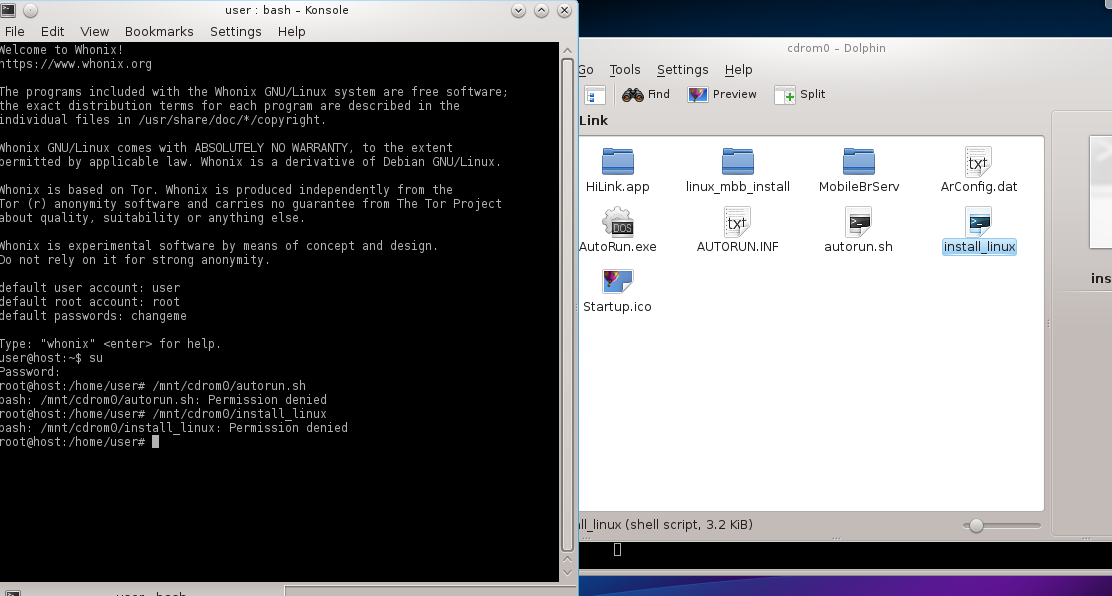 user : bash – Konsole
File Edit View Bookmarks Settings Help
Welcome to Whonix!
https://www.whonix.org
The programs included with the Whonix GNU/Linux system are free software;
the exact distribution terms for each program are described in the
individual files in /usr/share/doc/*/copyright.
Whonix GNU/Linux comes with ABSOLUTELY NO WARRANTY, to the extent
permitted by applicable law. Whonix is a derivative of Debian GNU/Linux.
Whonix is based on Tor. Whonix is produced independently from the
Tor (r) anonymity software and carries no guarantee from The Tor Project
about quality, suitability or anything else.
Whonix is experimental software by means of concept and design.
Do not rely on it for strong anonymity.
default user account: user
default root account: root
default passwords: changeme
Type: "whonix" <enter> for help.
user@host:~$ su
Password:
root@host:/home/user# /mnt/cdrom0/autorun.sh
bash: /mnt/cdrom0/autorun.sh: Permission denied
root@host:/home/user# /mnt/cdrom0/install_linux
bash: /mnt/cdrom0/install_linux: Permission denied
root@host:/home/user#
user : bash
cdrom0 – Dolphin
Go Tools Settings Help
Find Preview Split
Link
HiLink.app linux_mbb_install MobileBrServ ArConfig.dat
AutoRun.exe AUTORUN.INF autorun.sh install_linux
Startup.ico
ins
all_linux (shell script, 3.2 KiB)